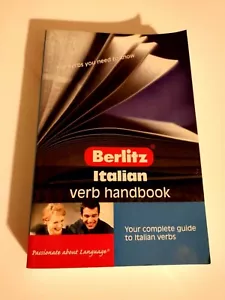 verbs you need to know
Berlitz
Italian
verb handbook
Your complete guide
to Italian verbs
Passionate about Language®